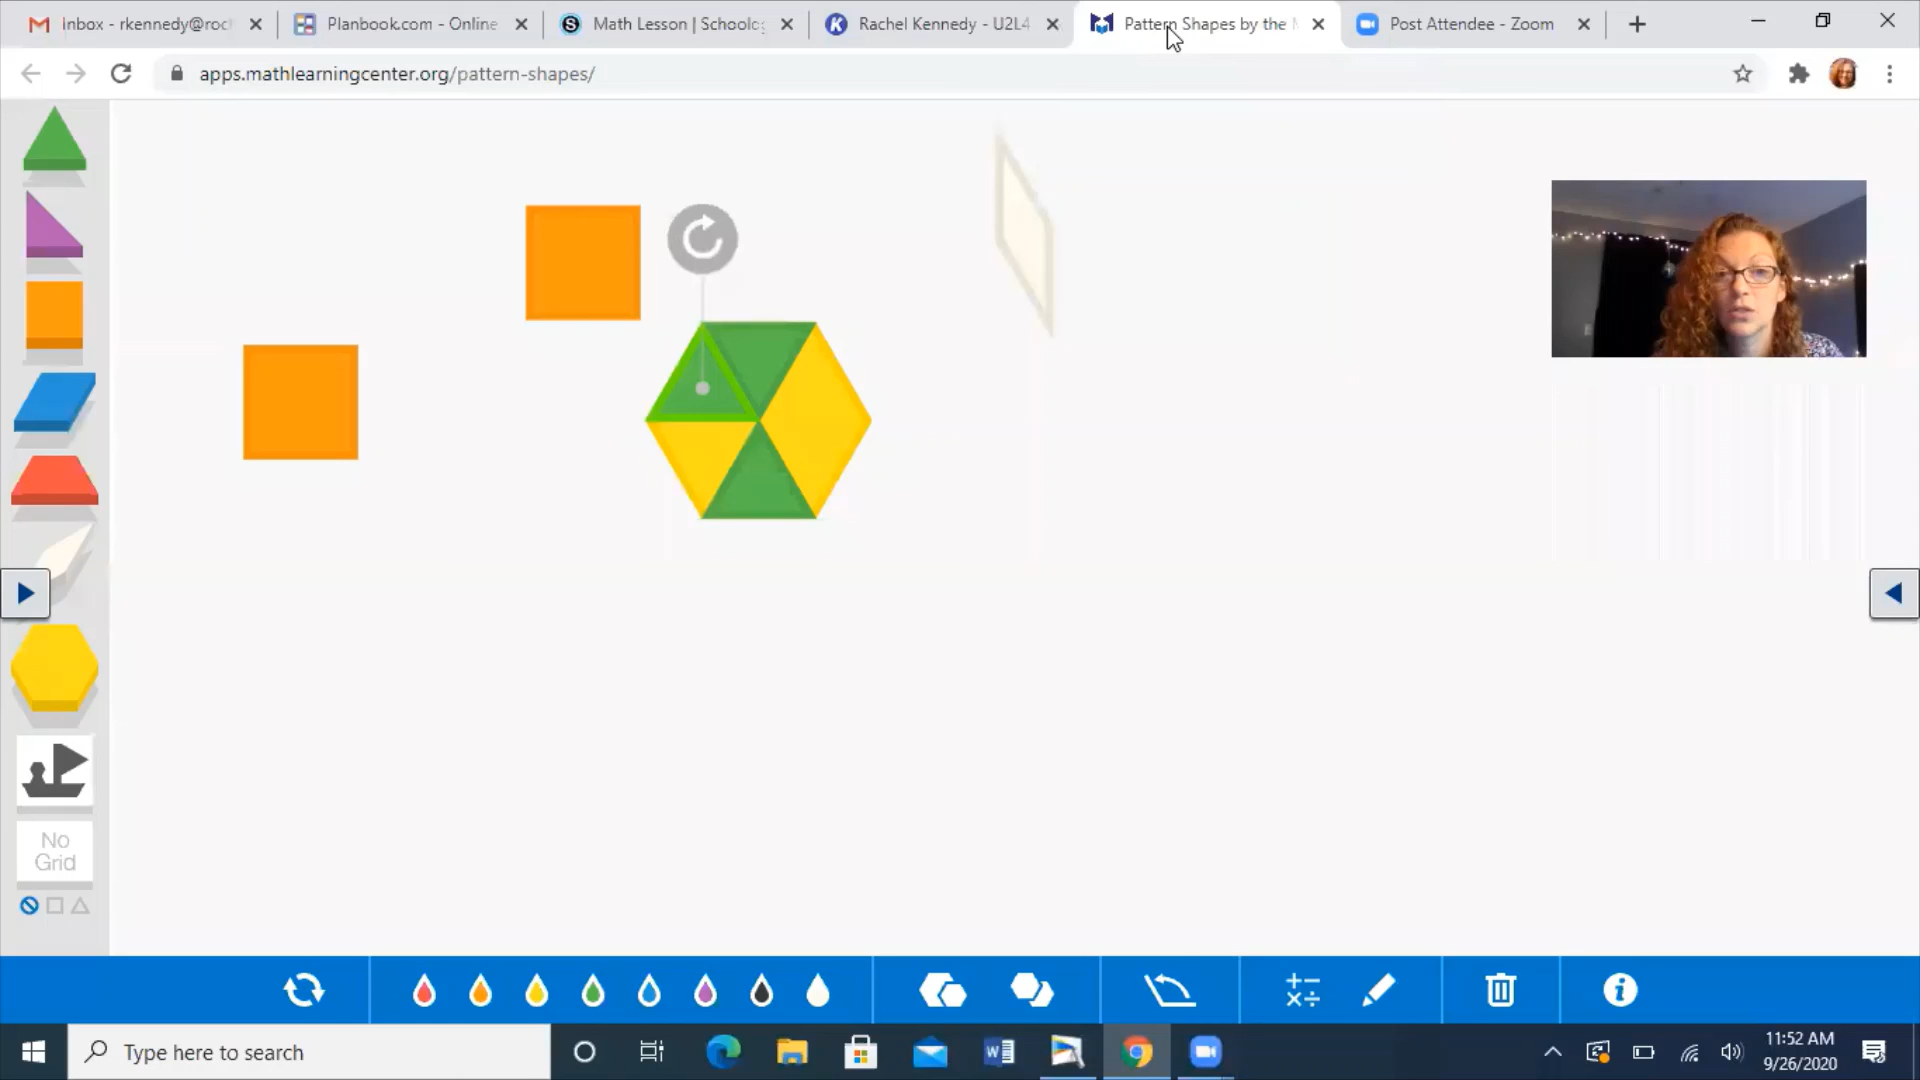 inbox - rkennedy@roc
Planbook.com - Online
Math Lesson | Schoolog
Rachel Kennedy - U2L4
Pattern Shapes by the M
Post Attendee - Zoom
apps.mathlearningcenter.org/pattern-shapes/
No
Grid
Type here to search
11:52 AM
9/26/2020